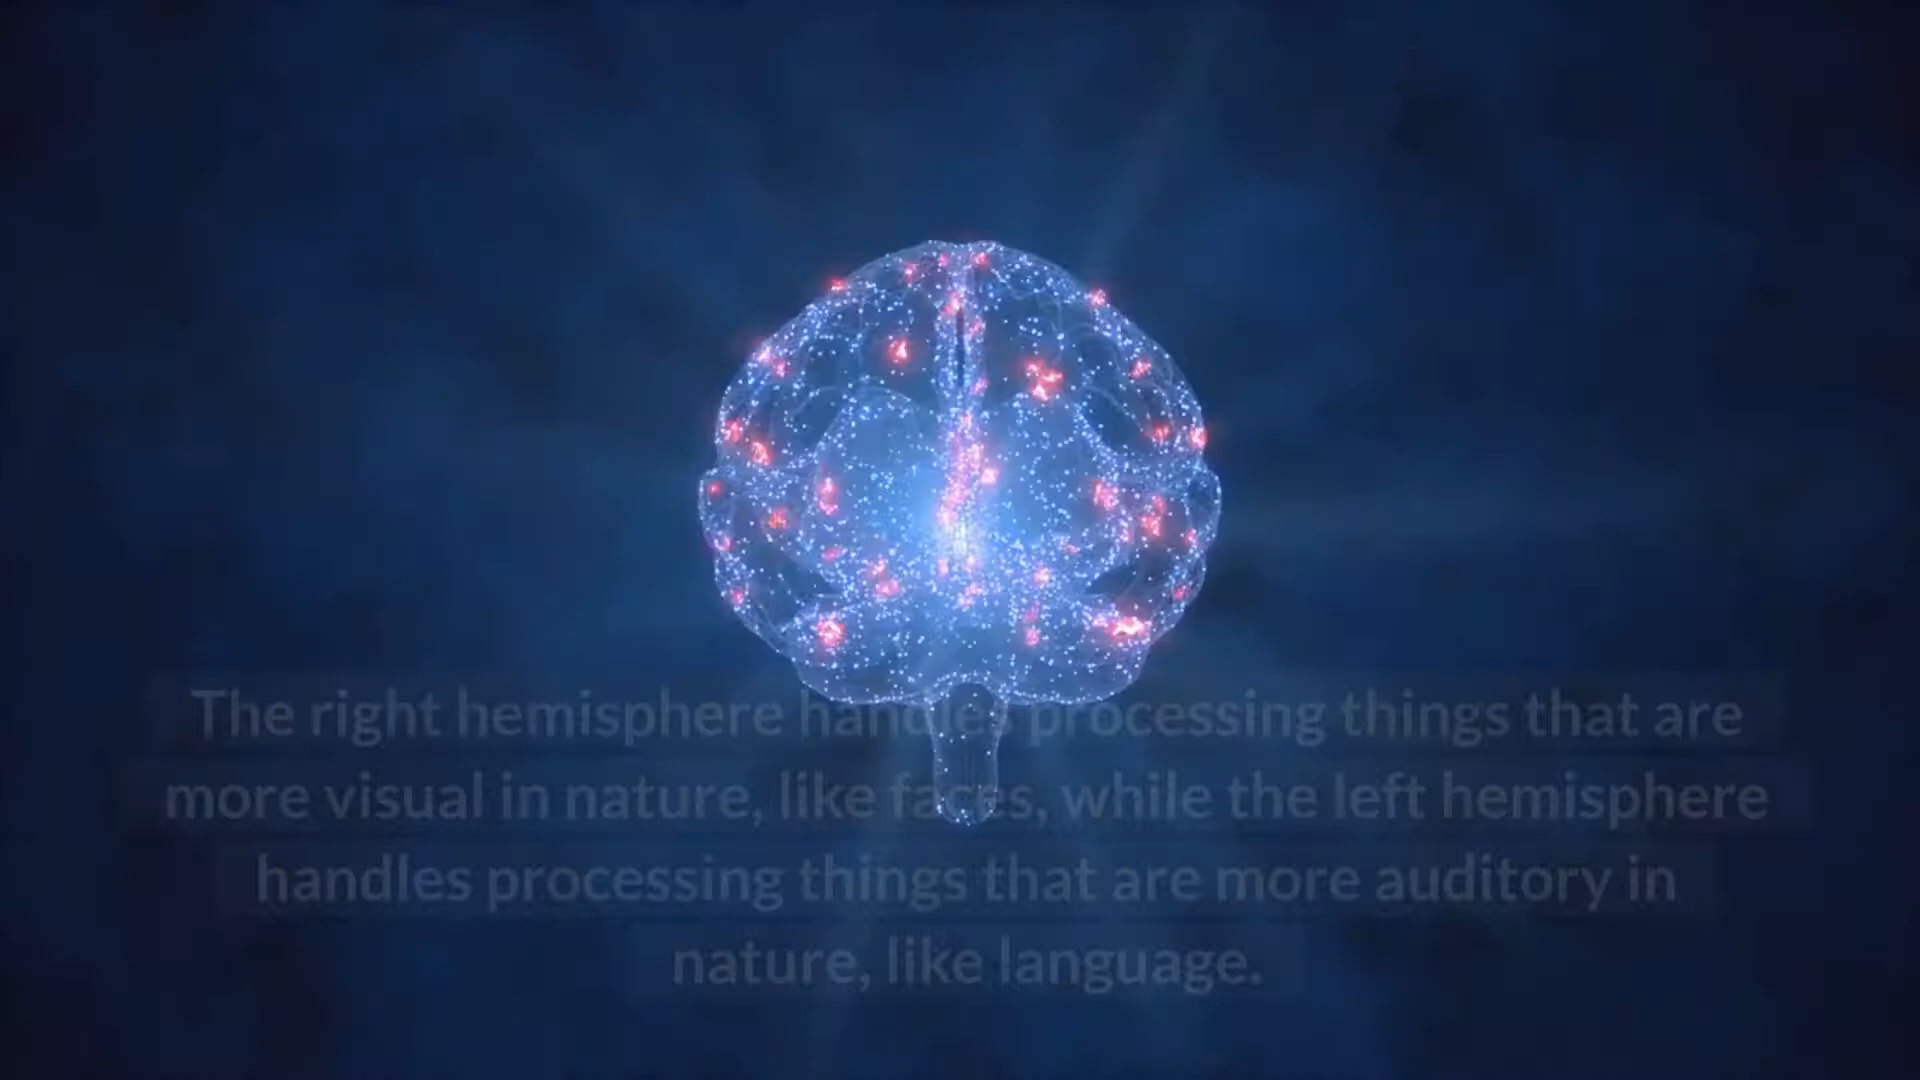 The right hemisphere handles processing things that are
more visual in nature, like faces, while the left hemisphere
handles processing things that are more auditory in
nature, like language.